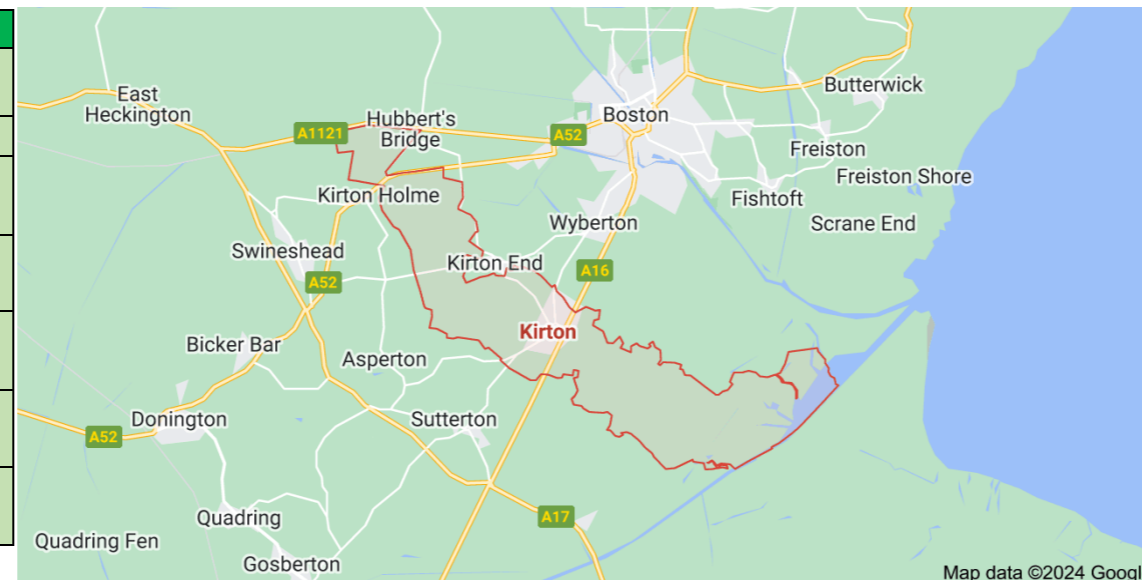 East
Heckington
A1121
Hubbert's
Bridge
A52
Boston
Butterwick
Freiston
Freiston Shore
Kirton Holme
Fishtoft
Scrane End
Wyberton
Swineshead
Kirton End
A16
A52
Kirton
Bicker Bar
Asperton
Donington
Sutterton
A52
Quadring
A17
Quadring Fen
Gosberton
Map data ©2024 Googl